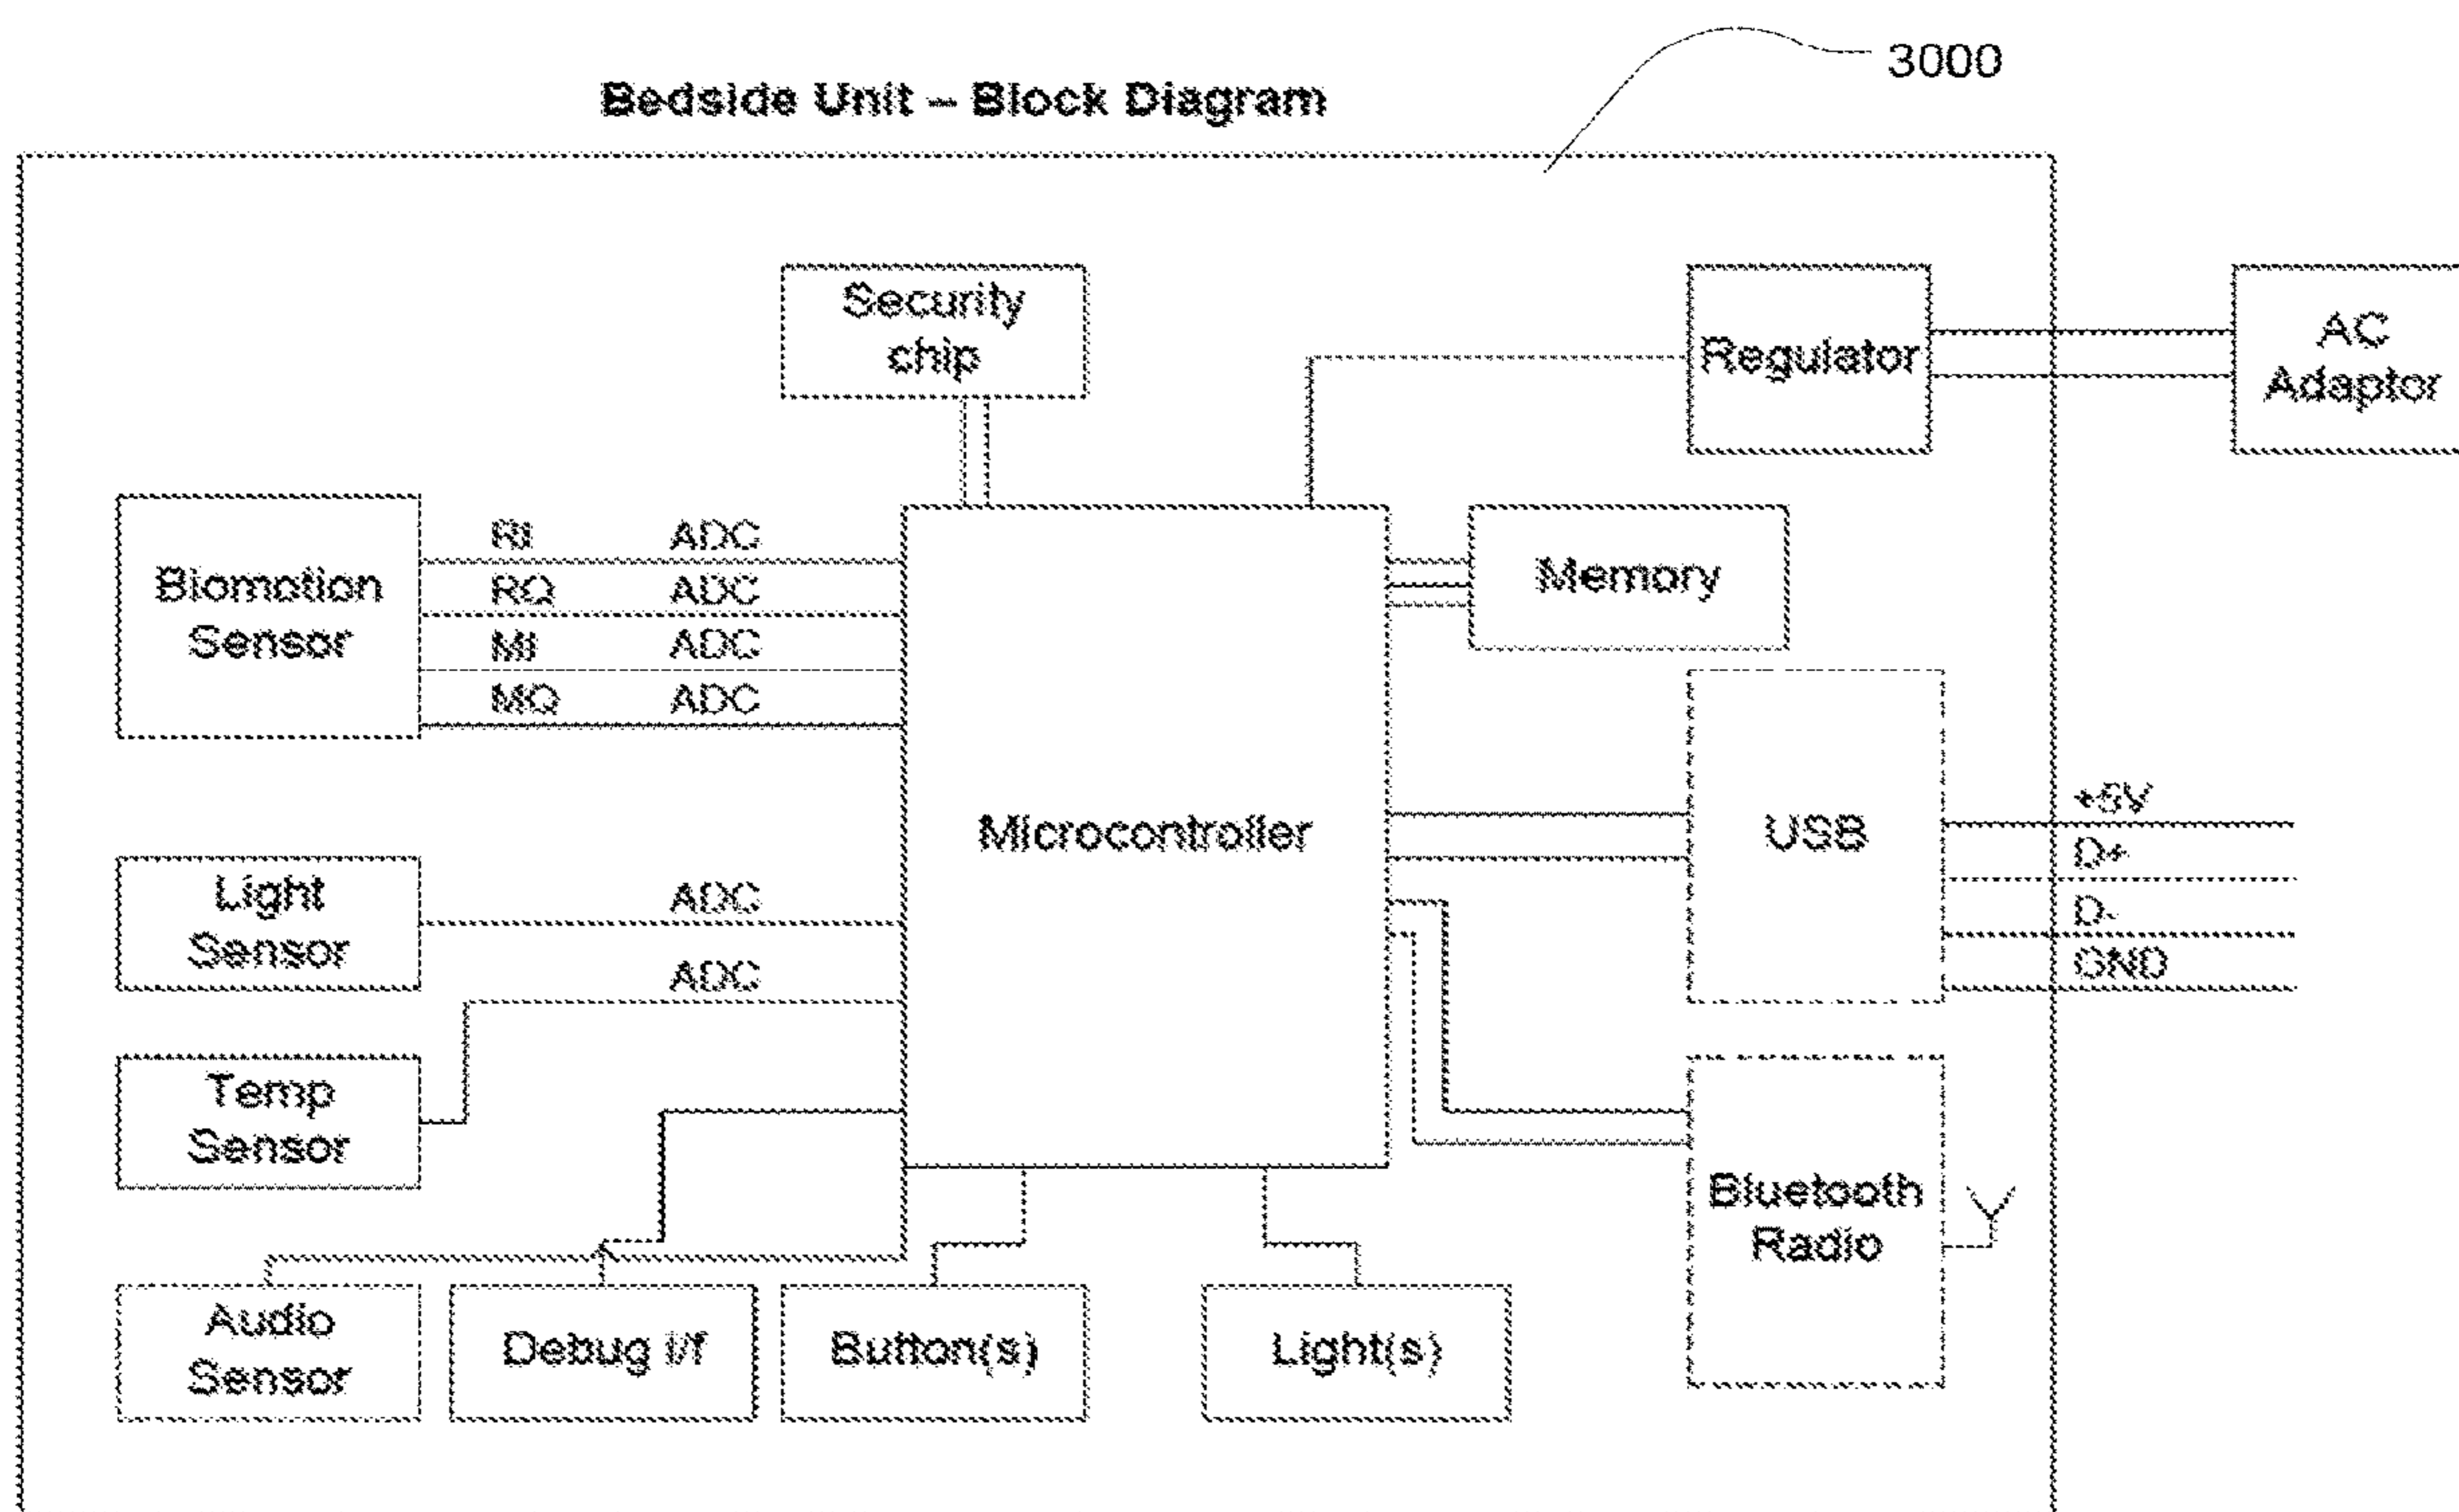 3000
Bedside Unit – Block Diagram
Security
chip
Regulator
AC
Adaptor
Biomotion
Sensor
RI ADC
RQ ADC
MI ADC
MQ ADC
Memory
Microcontroller
USB
+5V
D+
D-
GND
Light
Sensor
ADC
ADC
Temp
Sensor
Bluetooth
Radio
Audio
Sensor
Debug i/f
Button(s)
Light(s)